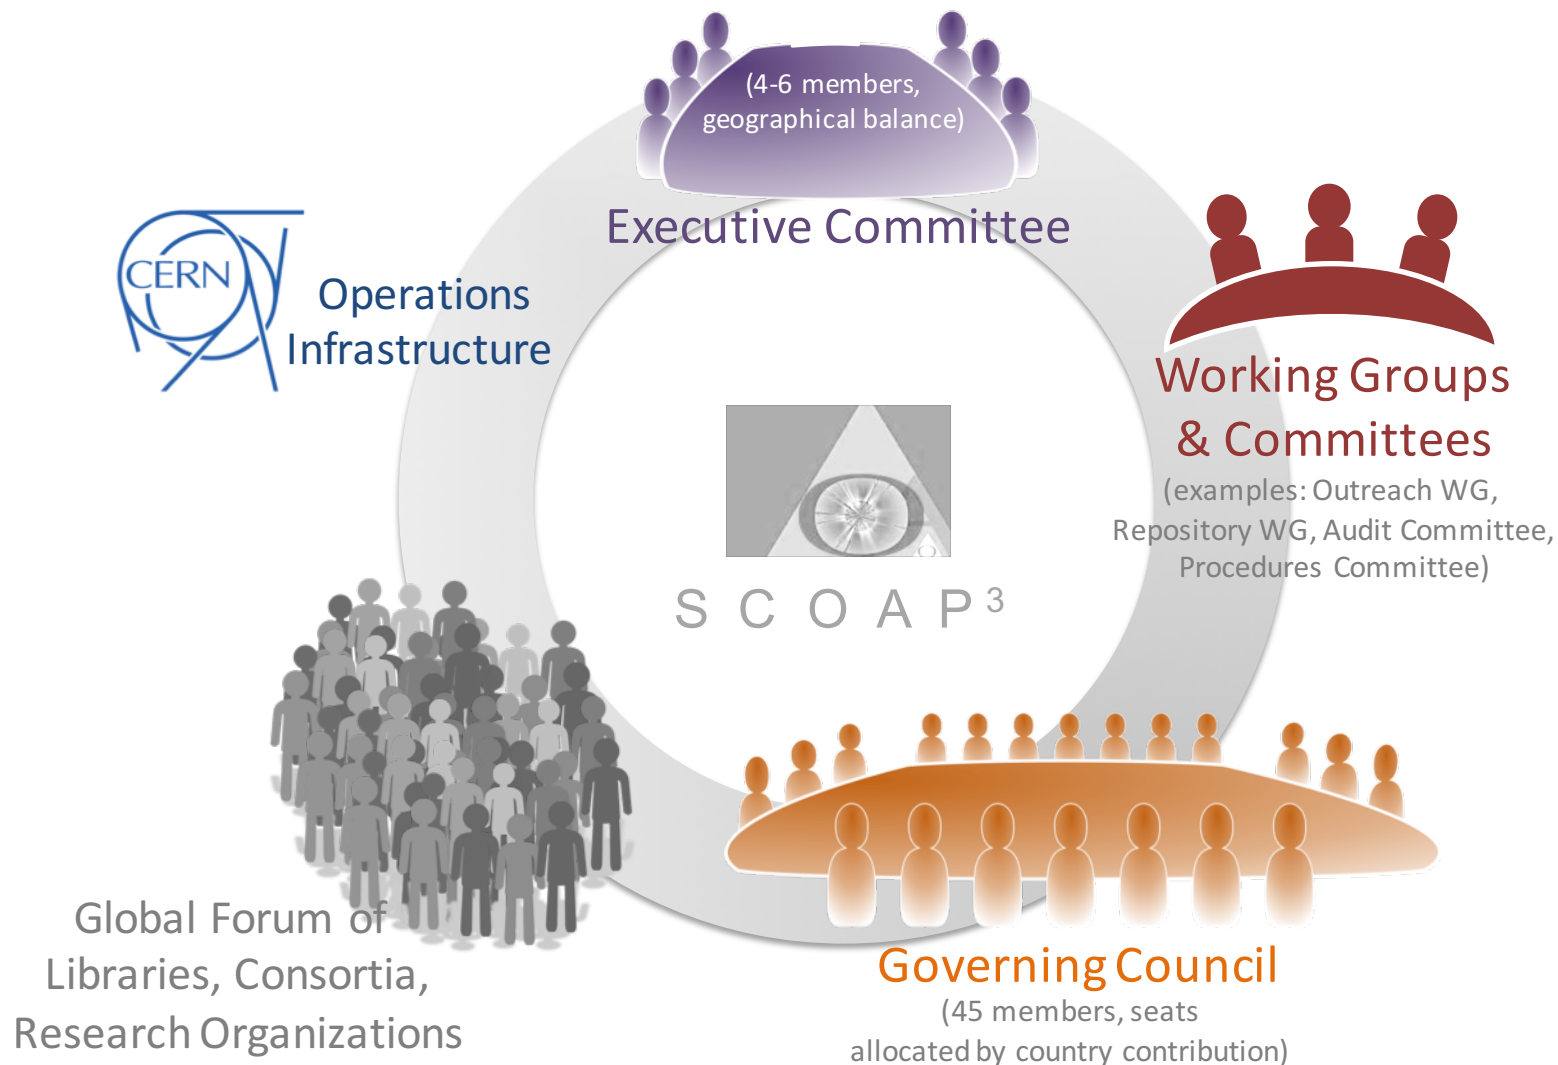 (4-6 members,
geographical balance)
Executive Committee
CERN
Operations
Infrastructure
Working Groups
& Committees
(examples: Outreach WG,
Repository WG, Audit Committee,
Procedures Committee)
S C O A P³
Global Forum of
Libraries, Consortia,
Research Organizations
Governing Council
(45 members, seats
allocated by country contribution)